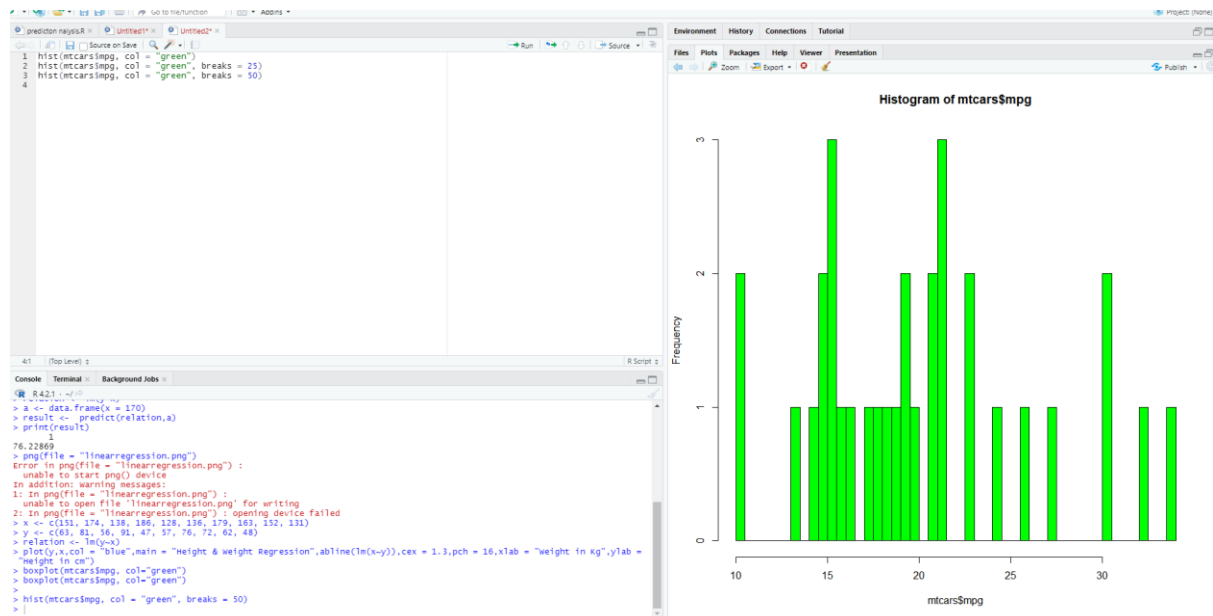 Go to file/function
Addins
Project: (None)
predicton naiysis.R
Untitled1*
Untitled2*
Source on Save
Run
Source
1 hist(mtcars$mpg, col = "green")
2 hist(mtcars$mpg, col = "green", breaks = 25)
3 hist(mtcars$mpg, col = "green", breaks = 50)
4
4:1 (Top Level)
R Script
Console Terminal Background Jobs
R 4.2.1 · ~/
> a <- data.frame(x = 170)
> result <-  predict(relation,a)
> print(result)
1
76.22869
> png(file = "linearregression.png")
Error in png(file = "linearregression.png") :
unable to start png() device
In addition: Warning messages:
1: In png(file = "linearregression.png") :
unable to open file 'linearregression.png' for writing
2: In png(file = "linearregression.png") : opening device failed
> x <- c(151, 174, 138, 186, 128, 136, 179, 163, 152, 131)
> y <- c(63, 81, 56, 91, 47, 57, 76, 72, 62, 48)
> relation <- lm(y~x)
> plot(y,x,col = "blue",main = "Height & Weight Regression",abline(lm(x~y)),cex = 1.3,pch = 16,xlab = "Weight in Kg",ylab =
"Height in cm")
> boxplot(mtcars$mpg, col="green")
> boxplot(mtcars$mpg, col="green")
>
> hist(mtcars$mpg, col = "green", breaks = 50)
>
Environment History Connections Tutorial
Files Plots Packages Help Viewer Presentation
Zoom Export
Publish
Histogram of mtcars$mpg
Frequency
3
2
1
0
10 15 20 25 30
mtcars$mpg